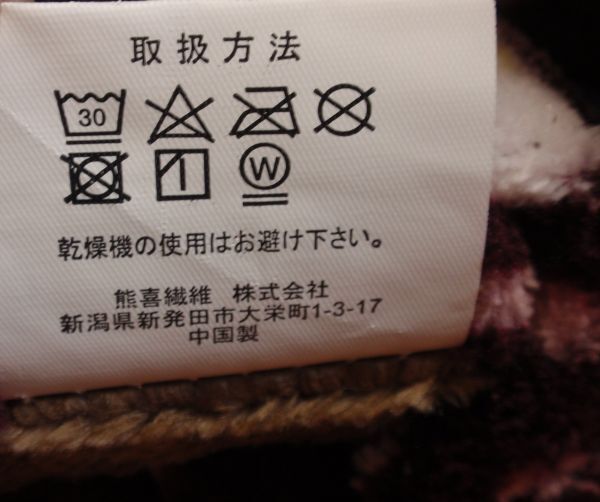 取扱方法
30
W
乾燥機の使用はお避け下さい。
熊喜繊維 株式会社
新潟県新発田市大栄町1-3-17
中国製